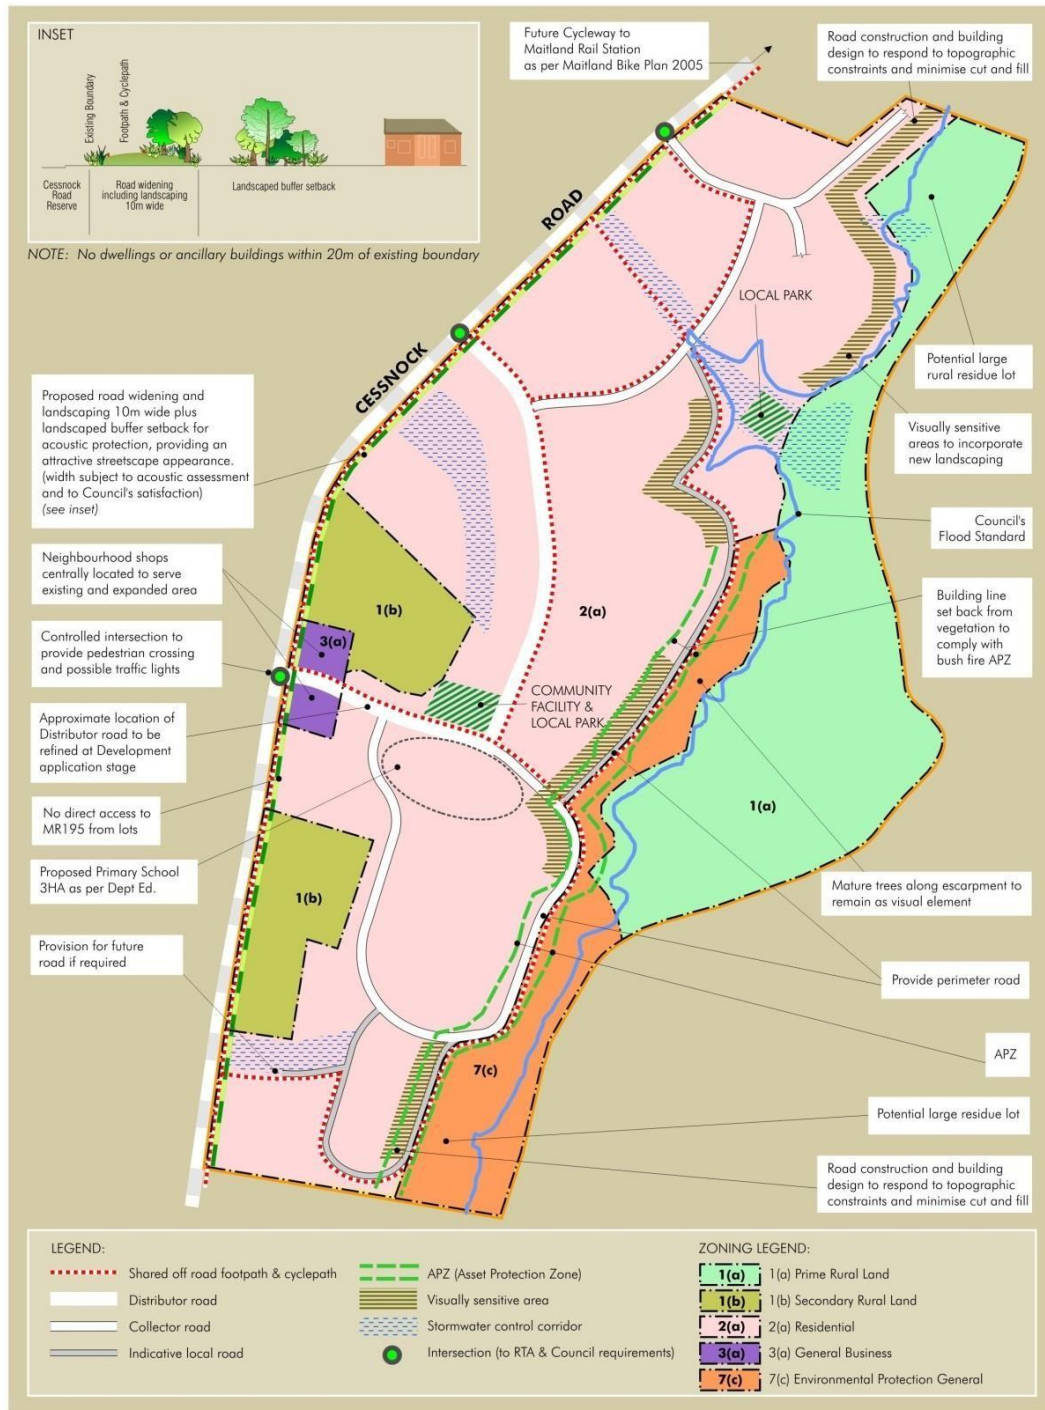 INSET
Existing Boundary
Footpath & Cyclepath
Cessnock
Road
Reserve
Road widening
including landscaping
10m wide
Landscaped buffer setback
NOTE: No dwellings or ancillary buildings within 20m of existing boundary
Future Cycleway to
Maitland Rail Station
as per Maitland Bike Plan 2005
Road construction and building
design to respond to topographic
constraints and minimise cut and fill
CESSNOCK ROAD
LOCAL PARK
Potential large
rural residue lot
Visually sensitive
areas to incorporate
new landscaping
Council's
Flood Standard
Building line
set back from
vegetation to
comply with
bush fire APZ
Proposed road widening and
landscaping 10m wide plus
landscaped buffer setback for
acoustic protection, providing an
attractive streetscape appearance.
(width subject to acoustic assessment
and to Council's satisfaction)
(see inset)
Neighbourhood shops
centrally located to serve
existing and expanded area
Controlled intersection to
provide pedestrian crossing
and possible traffic lights
Approximate location of
Distributor road to be
refined at Development
application stage
No direct access to
MR195 from lots
Proposed Primary School
3HA as per Dept Ed.
Provision for future
road if required
1(b)
3(a)
2(a)
COMMUNITY
FACILITY &
LOCAL PARK
1(a)
1(b)
7(c)
Mature trees along escarpment to
remain as visual element
Provide perimeter road
APZ
Potential large residue lot
Road construction and building
design to respond to topographic
constraints and minimise cut and fill
LEGEND:
Shared off road footpath & cyclepath
Distributor road
Collector road
Indicative local road
APZ (Asset Protection Zone)
Visually sensitive area
Stormwater control corridor
Intersection (to RTA & Council requirements)
ZONING LEGEND:
1(a) 1(a) Prime Rural Land
1(b) 1(b) Secondary Rural Land
2(a) 2(a) Residential
3(a) 3(a) General Business
7(c) 7(c) Environmental Protection General